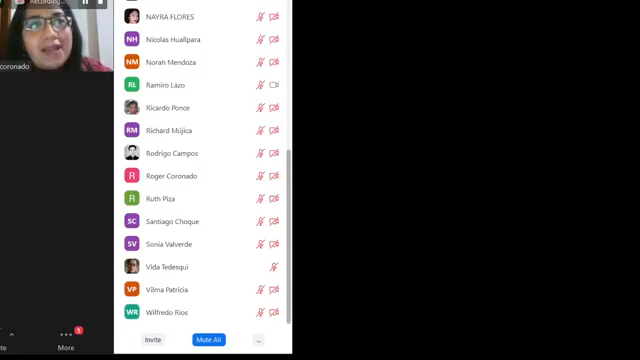 Recording...
coronado
NAYRA FLORES
NH Nicolas Huallpara
NM Norah Mendoza
RL Ramiro Lazo
Ricardo Ponce
RM Richard Mújica
Rodrigo Campos
R Roger Coronado
R Ruth Piza
SC Santiago Choque
SV Sonia Valverde
Vida Tedesqui
VP Vilma Patricia
WR Wilfredo Rios
1
More
Invite
Mute All
...